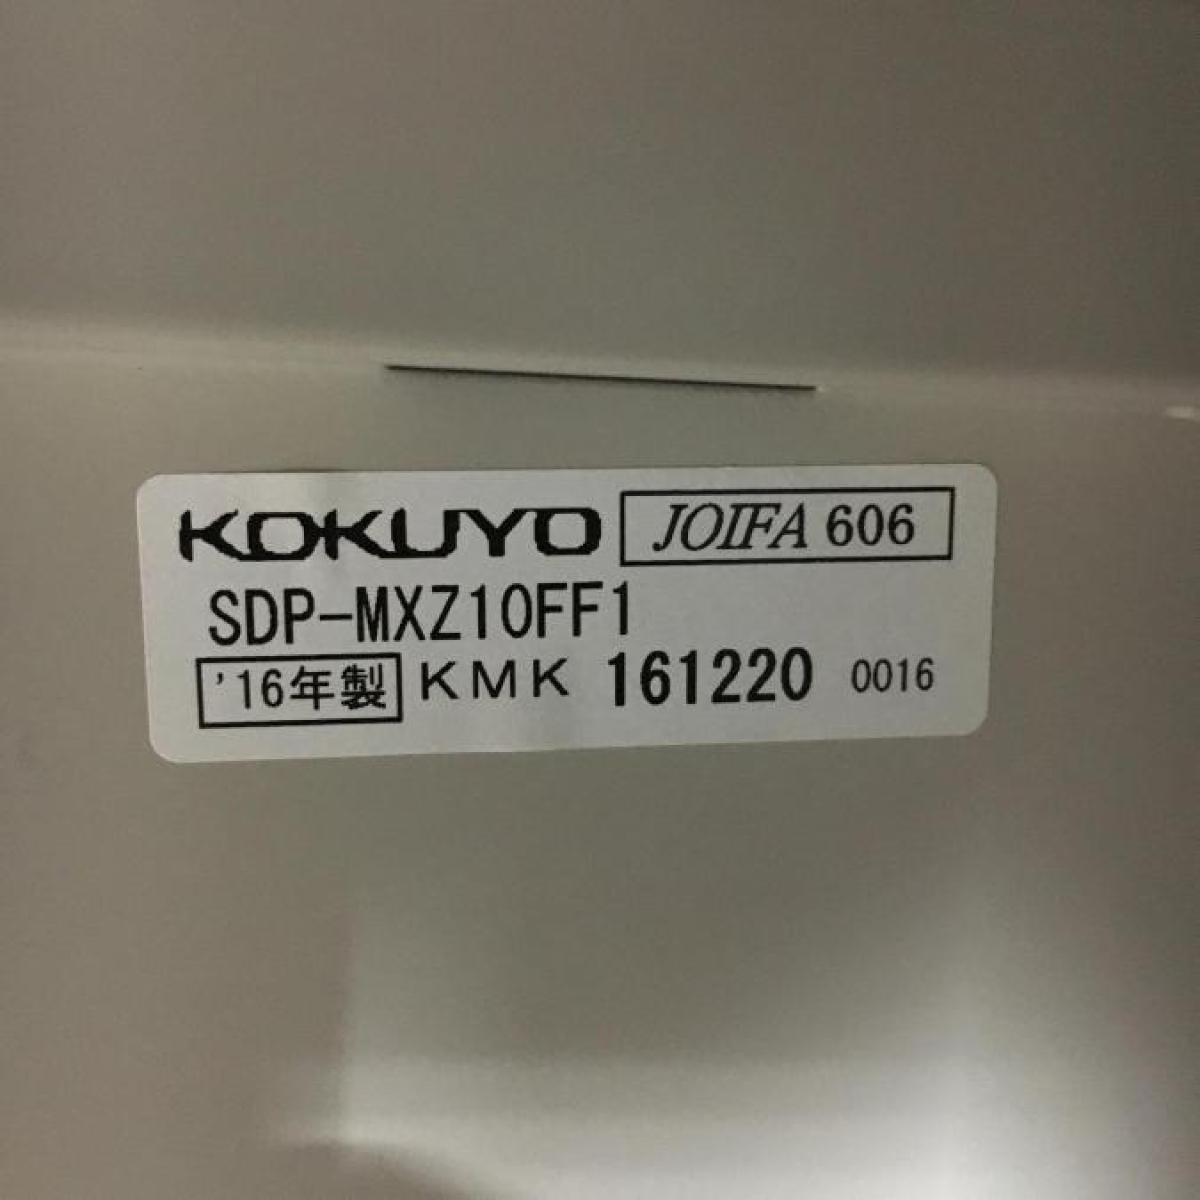 KOKUYO JOIFA 606
SDP-MXZ10FF1
'16年製 KMK 161220 0016